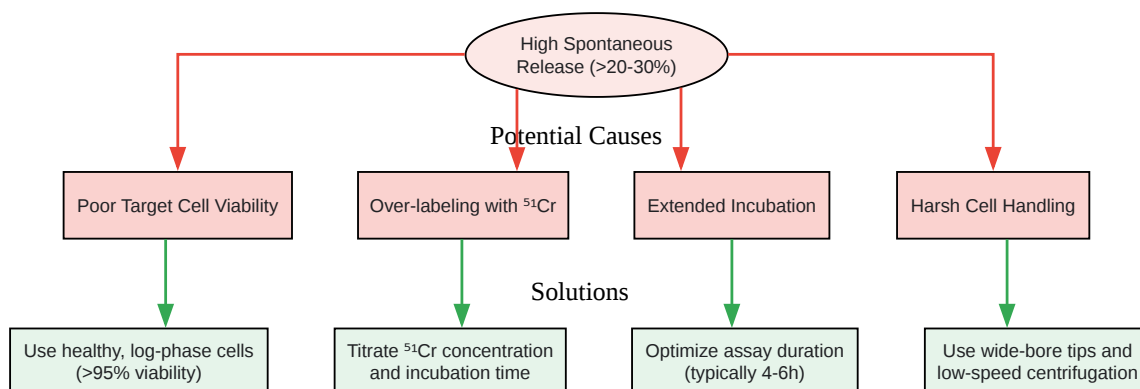 High Spontaneous
Release (>20-30%)
Potential Causes
Poor Target Cell Viability
Over-labeling with ⁵¹Cr
Extended Incubation
Harsh Cell Handling
Solutions
Use healthy, log-phase cells
(>95% viability)
Titrate ⁵¹Cr concentration
and incubation time
Optimize assay duration
(typically 4-6h)
Use wide-bore tips and
low-speed centrifugation